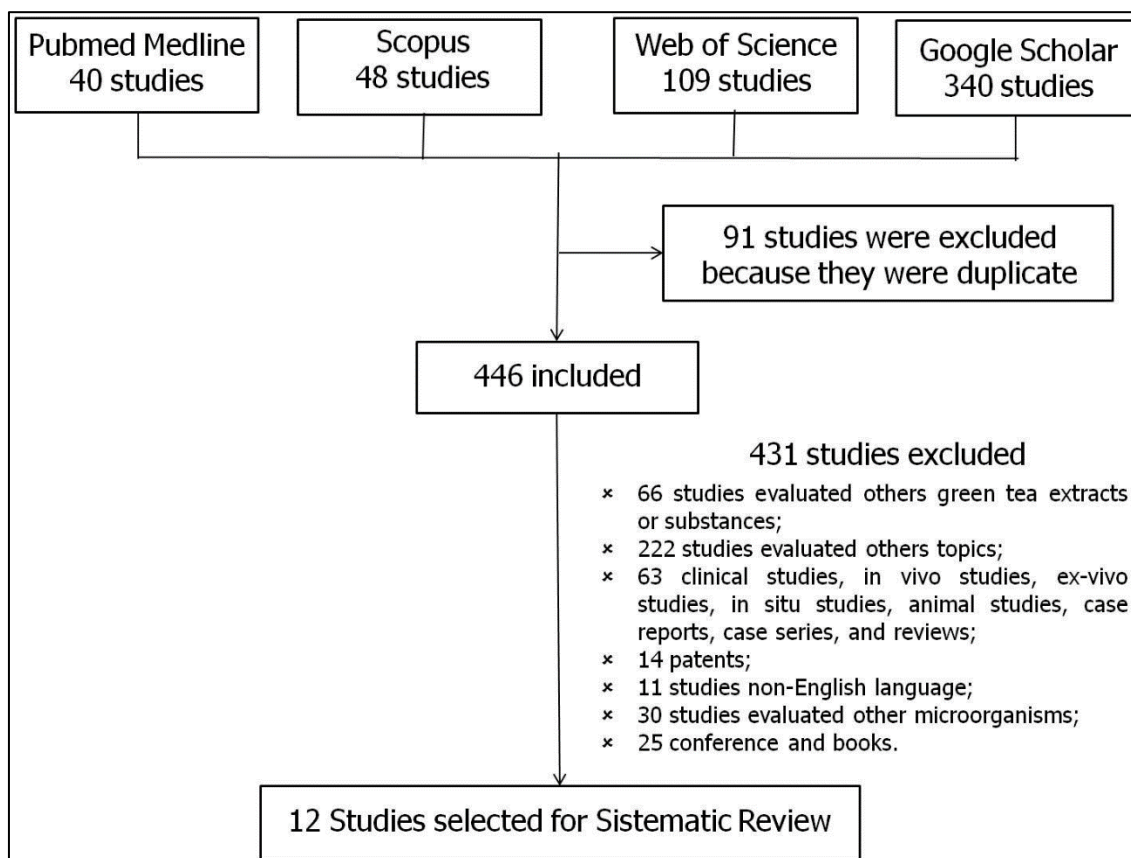 Pubmed Medline
40 studies
Scopus
48 studies
Web of Science
109 studies
Google Scholar
340 studies
91 studies were excluded
because they were duplicate
446 included
431 studies excluded
× 66 studies evaluated others green tea extracts
or substances;
× 222 studies evaluated others topics;
× 63 clinical studies, in vivo studies, ex-vivo
studies, in situ studies, animal studies, case
reports, case series, and reviews;
× 14 patents;
× 11 studies non-English language;
× 30 studies evaluated other microorganisms;
× 25 conference and books.
12 Studies selected for Sistematic Review